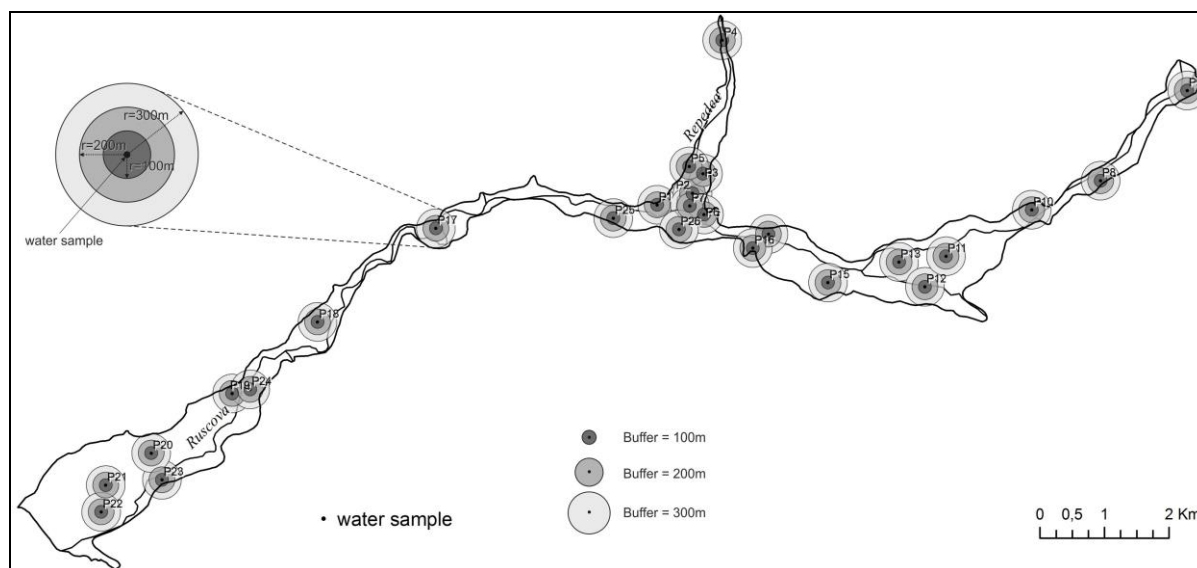 P4
r=300m
r=200m
r=100m
water sample
Repedea
P5
P3
P2
P1
P7
P6
P25
P26
P16
P17
P8
P10
P11
P13
P12
P15
P18
P19
P24
Ruscova
P20
P21
P23
P22
Buffer = 100m
Buffer = 200m
Buffer = 300m
water sample
0 0,5 1 2 Km